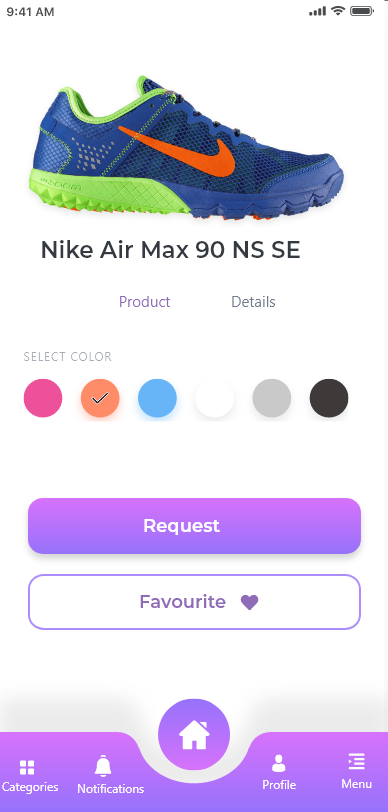 9:41 AM
zoom
Nike Air Max 90 NS SE
Product Details
SELECT COLOR
Request
Favourite
Categories Notifications Profile Menu